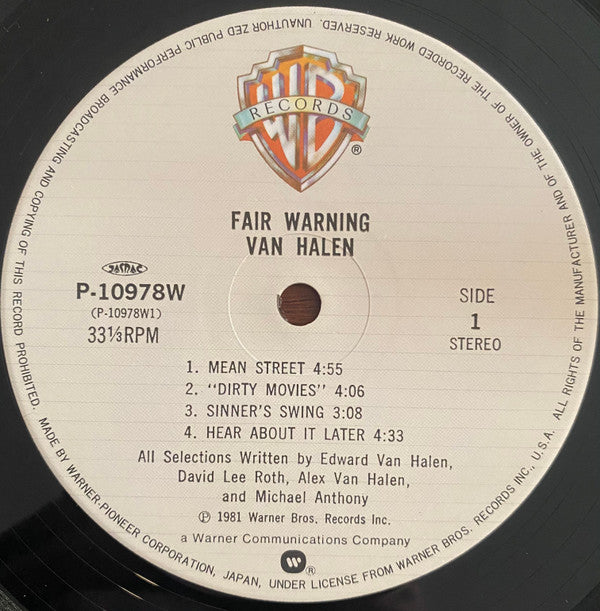 WB
RECORDS
®
FAIR WARNING
VAN HALEN
JASRAC
P-10978W
(P-10978W1)
33⅓RPM
SIDE
1
STEREO
1. MEAN STREET 4:55
2. "DIRTY MOVIES" 4:06
3. SINNER'S SWING 3:08
4. HEAR ABOUT IT LATER 4:33
All Selections Written by Edward Van Halen,
David Lee Roth, Alex Van Halen,
and Michael Anthony
℗ 1981 Warner Bros. Records Inc.
a Warner Communications Company
®
MADE BY WARNER-PIONEER CORPORATION, JAPAN, UNDER LICENSE FROM WARNER BROS. RECORDS INC., U.S.A. ALL RIGHTS OF THE MANUFACTURER AND OF THE OWNER OF THE RECORDED WORK RESERVED. UNAUTHORIZED PUBLIC PERFORMANCE BROADCASTING AND COPYING OF THIS RECORD PROHIBITED.